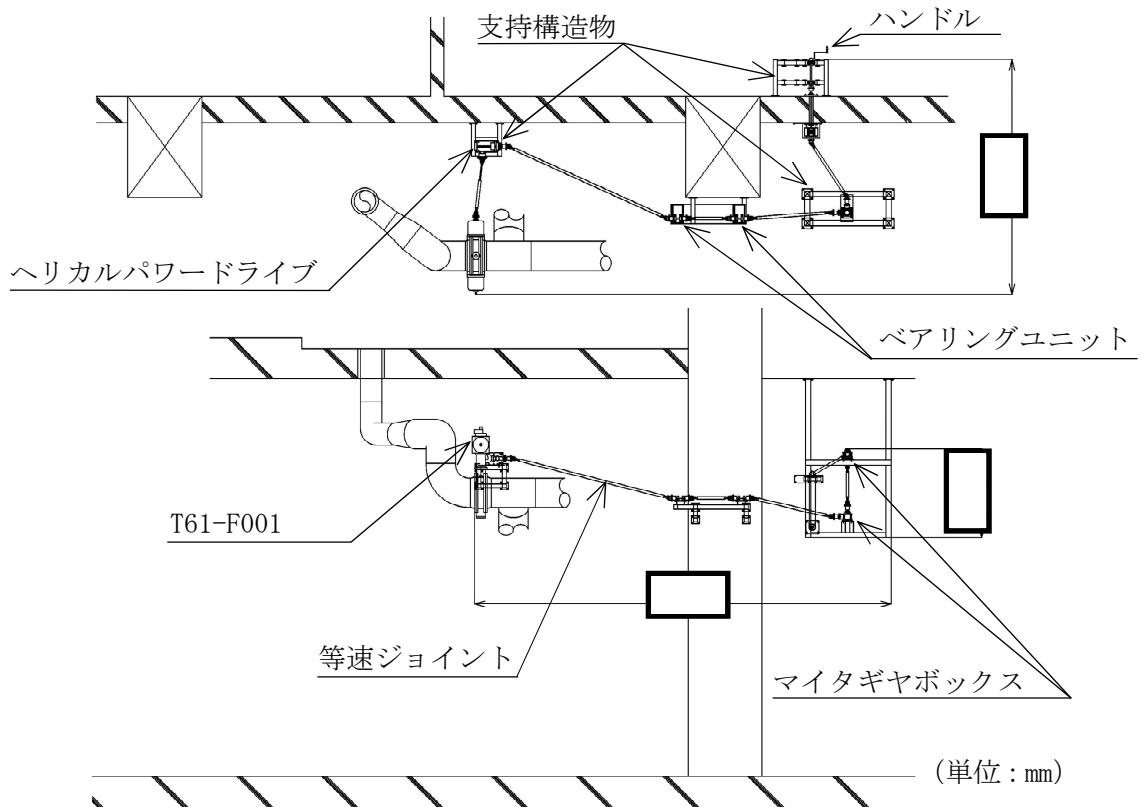 支持構造物
ハンドル
ヘリカルパワードライブ
ベアリングユニット
T61-F001
等速ジョイント
マイタギヤボックス
（単位：㎜）